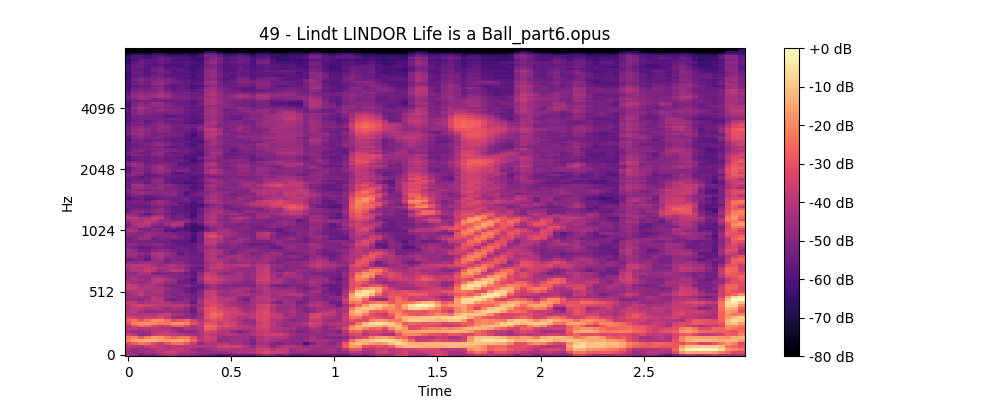 49 - Lindt LINDOR Life is a Ball_part6.opus
Hz
4096
2048
1024
512
0
0
0.5
1
1.5
2
2.5
Time
+0 dB
-10 dB
-20 dB
-30 dB
-40 dB
-50 dB
-60 dB
-70 dB
-80 dB